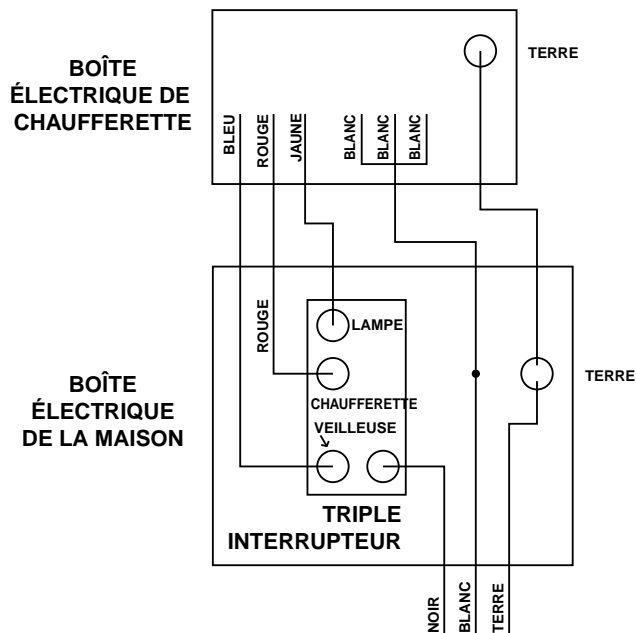 BOÎTE
ÉLECTRIQUE DE
CHAUFFERETTE
TERRE
BLEU
ROUGE
JAUNE
BLANC
BLANC
BLANC
BOÎTE
ÉLECTRIQUE
DE LA MAISON
ROUGE
LAMPE
CHAUFFERETTE
VEILLEUSE
TERRE
TRIPLE
INTERRUPTEUR
NOIR
BLANC
TERRE